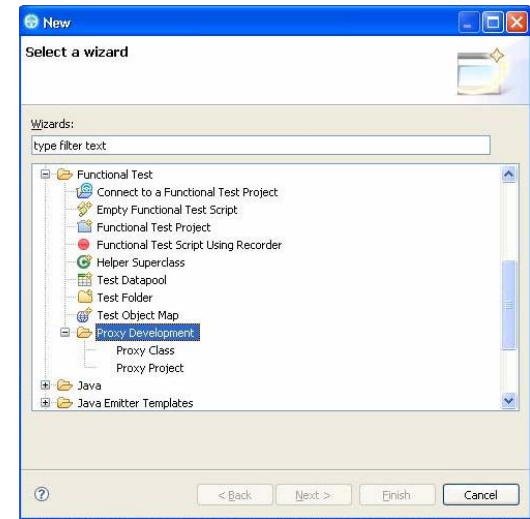 New
Select a wizard
Wizards:
type filter text
Functional Test
Connect to a Functional Test Project
Empty Functional Test Script
Functional Test Project
Functional Test Script Using Recorder
Helper Superclass
Test Datapool
Test Folder
Test Object Map
Proxy Development
Proxy Class
Proxy Project
Java
Java Emitter Templates
? < Back Next > Finish Cancel